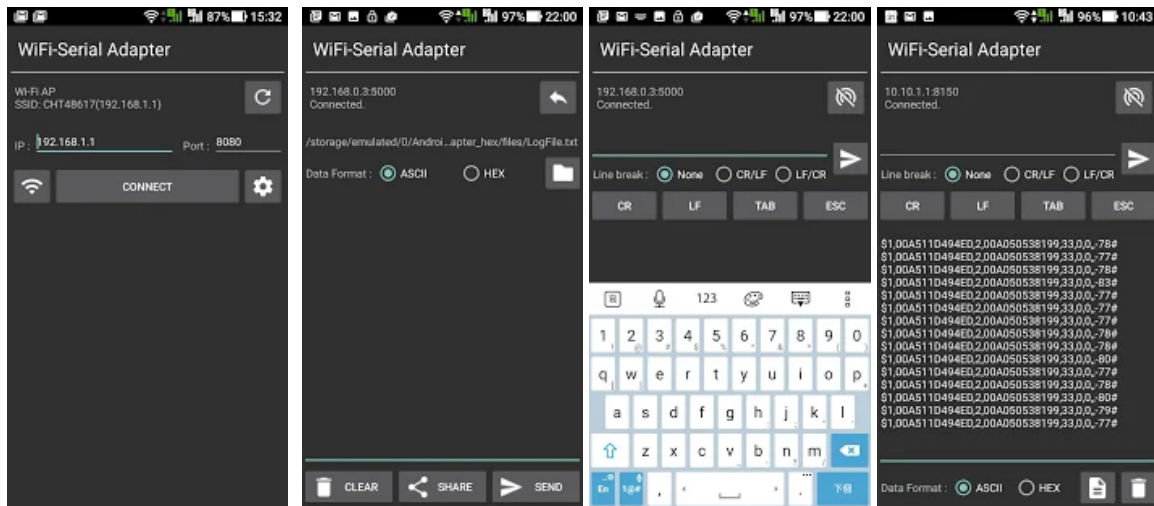 87% 15:32
WiFi-Serial Adapter
Wi-Fi AP
SSID: CHT48617(192.168.1.1)
IP : 192.168.1.1 Port : 8080
CONNECT
97% 22:00
WiFi-Serial Adapter
192.168.0.3:5000
Connected.
/storage/emulated/0/Androi...apter_hex/files/LogFile.txt
Data Format : ASCII HEX
CLEAR SHARE SEND
97% 22:00
WiFi-Serial Adapter
192.168.0.3:5000
Connected.
Line break : None CR/LF LF/CR
CR LF TAB ESC
123
1 2 3 4 5 6 7 8 9 0
q w e r t y u i o p
a s d f g h j k l
z x c v b n m
En 1@# , . 下個
96% 10:43
WiFi-Serial Adapter
10.10.1.1:8150
Connected.
Line break : None CR/LF LF/CR
CR LF TAB ESC
$1,00A511D494ED,2,00A050538199,33,0,0,,-78#
$1,00A511D494ED,2,00A050538199,33,0,0,,-77#
$1,00A511D494ED,2,00A050538199,33,0,0,,-78#
$1,00A511D494ED,2,00A050538199,33,0,0,,-83#
$1,00A511D494ED,2,00A050538199,33,0,0,,-77#
$1,00A511D494ED,2,00A050538199,33,0,0,,-77#
$1,00A511D494ED,2,00A050538199,33,0,0,,-77#
$1,00A511D494ED,2,00A050538199,33,0,0,,-78#
$1,00A511D494ED,2,00A050538199,33,0,0,,-78#
$1,00A511D494ED,2,00A050538199,33,0,0,,-80#
$1,00A511D494ED,2,00A050538199,33,0,0,,-77#
$1,00A511D494ED,2,00A050538199,33,0,0,,-78#
$1,00A511D494ED,2,00A050538199,33,0,0,,-80#
$1,00A511D494ED,2,00A050538199,33,0,0,,-79#
$1,00A511D494ED,2,00A050538199,33,0,0,,-77#
Data Format : ASCII HEX